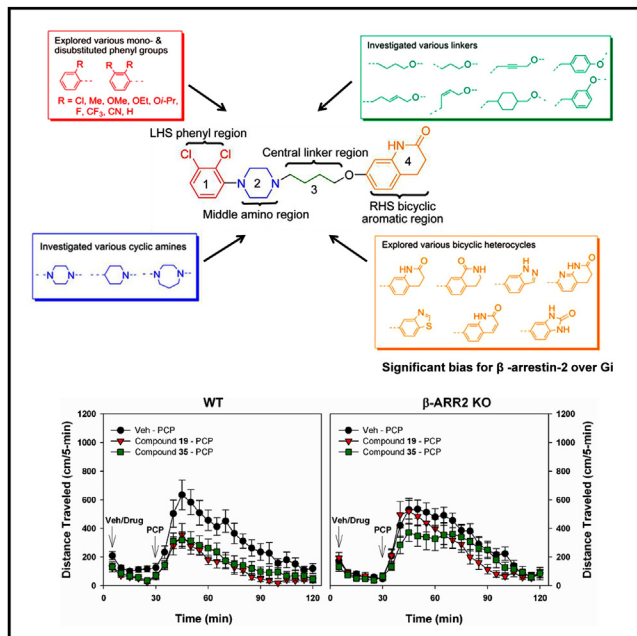 Explored various mono- &
disubstituted phenyl groups
R
R
R
R = Cl, Me, OMe, OEt, Oi-Pr,
F, CF3, CN, H
Investigated various linkers
O
O
O
O
O
O
O
O
LHS phenyl region
Cl
Cl
1
N
2
N
Central linker region
3
O
H
N
O
4
Middle amino region
RHS bicyclic
aromatic region
Investigated various cyclic amines
N
N
N
N
N
Explored various bicyclic heterocycles
HN
O
O
NH
H
N
N
HN
O
N
N
S
HN
O
H
N
O
N
H
Significant bias for β -arrestin-2 over Gi
WT
β-ARR2 KO
Distance Traveled (cm/5-min)
1200
1000
800
600
400
200
0
Veh - PCP
Compound 19 - PCP
Compound 35 - PCP
Veh/Drug
PCP
0 30 60 90 120
Time (min)
Veh - PCP
Compound 19 - PCP
Compound 35 - PCP
Veh/Drug
PCP
0 30 60 90 120
Time (min)
1200
1000
800
600
400
200
0
Distance Traveled (cm/5-min)